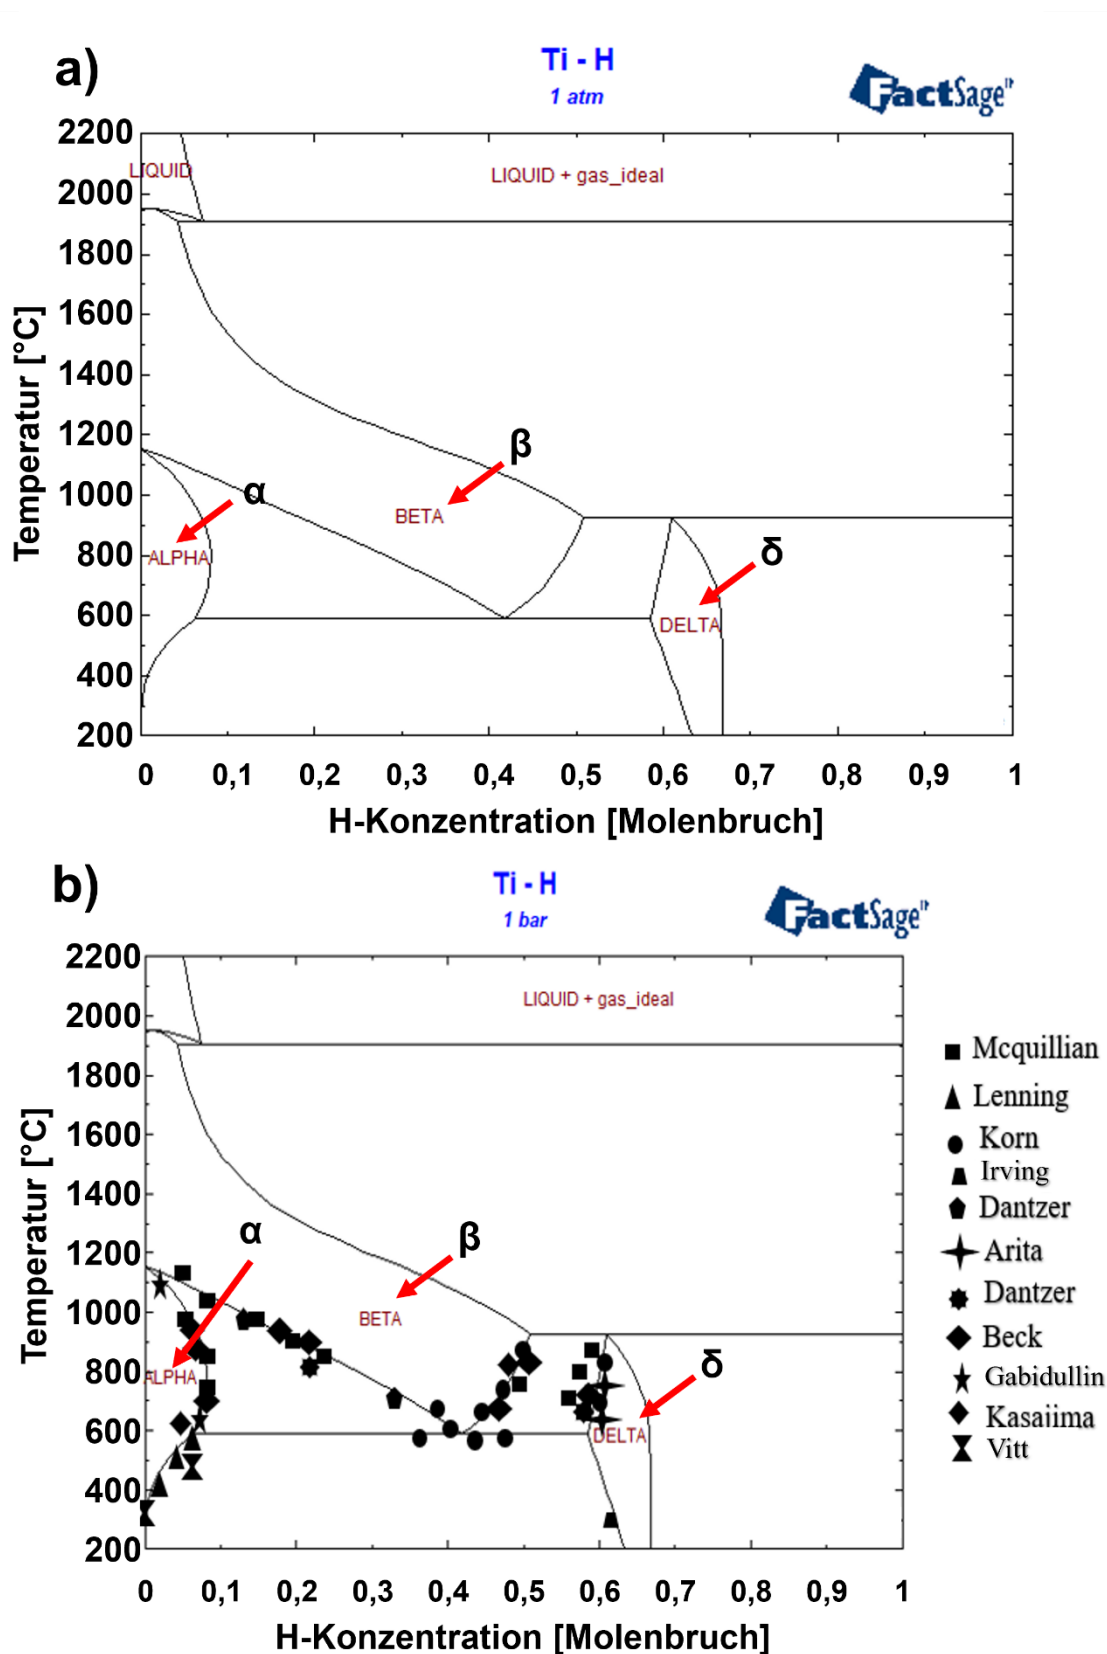 a)
Ti - H
1 atm
FactSage
2200
LIQUID
LIQUID + gas_ideal
2000
1800
1600
1400
1200
β
1000
α
BETA
800
ALPHA
δ
600
DELTA
400
200
Temperatur [°C]
0 0,1 0,2 0,3 0,4 0,5 0,6 0,7 0,8 0,9 1
H-Konzentration [Molenbruch]
b)
Ti - H
1 bar
FactSage
2200
LIQUID + gas_ideal
2000
1800
1600
1400
1200
α
β
1000
BETA
800
ALPHA
δ
600
DELTA
400
200
Temperatur [°C]
0 0,1 0,2 0,3 0,4 0,5 0,6 0,7 0,8 0,9 1
H-Konzentration [Molenbruch]
Mcquillian
Lenning
Korn
Irving
Dantzer
Arita
Dantzer
Beck
Gabidullin
Kasajima
Vitt